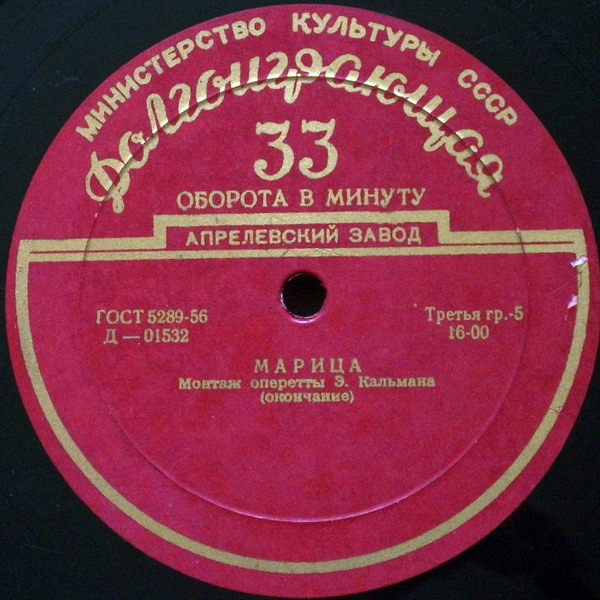 МИНИСТЕРСТВО КУЛЬТУРЫ СССР
Долгоиграющая
33
ОБОРОТА В МИНУТУ
АПРЕЛЕВСКИЙ ЗАВОД
ГОСТ 5289-56
Д — 01532
Третья гр.-5
16-00
МАРИЦА
Монтаж оперетты Э. Кальмана
(окончание)